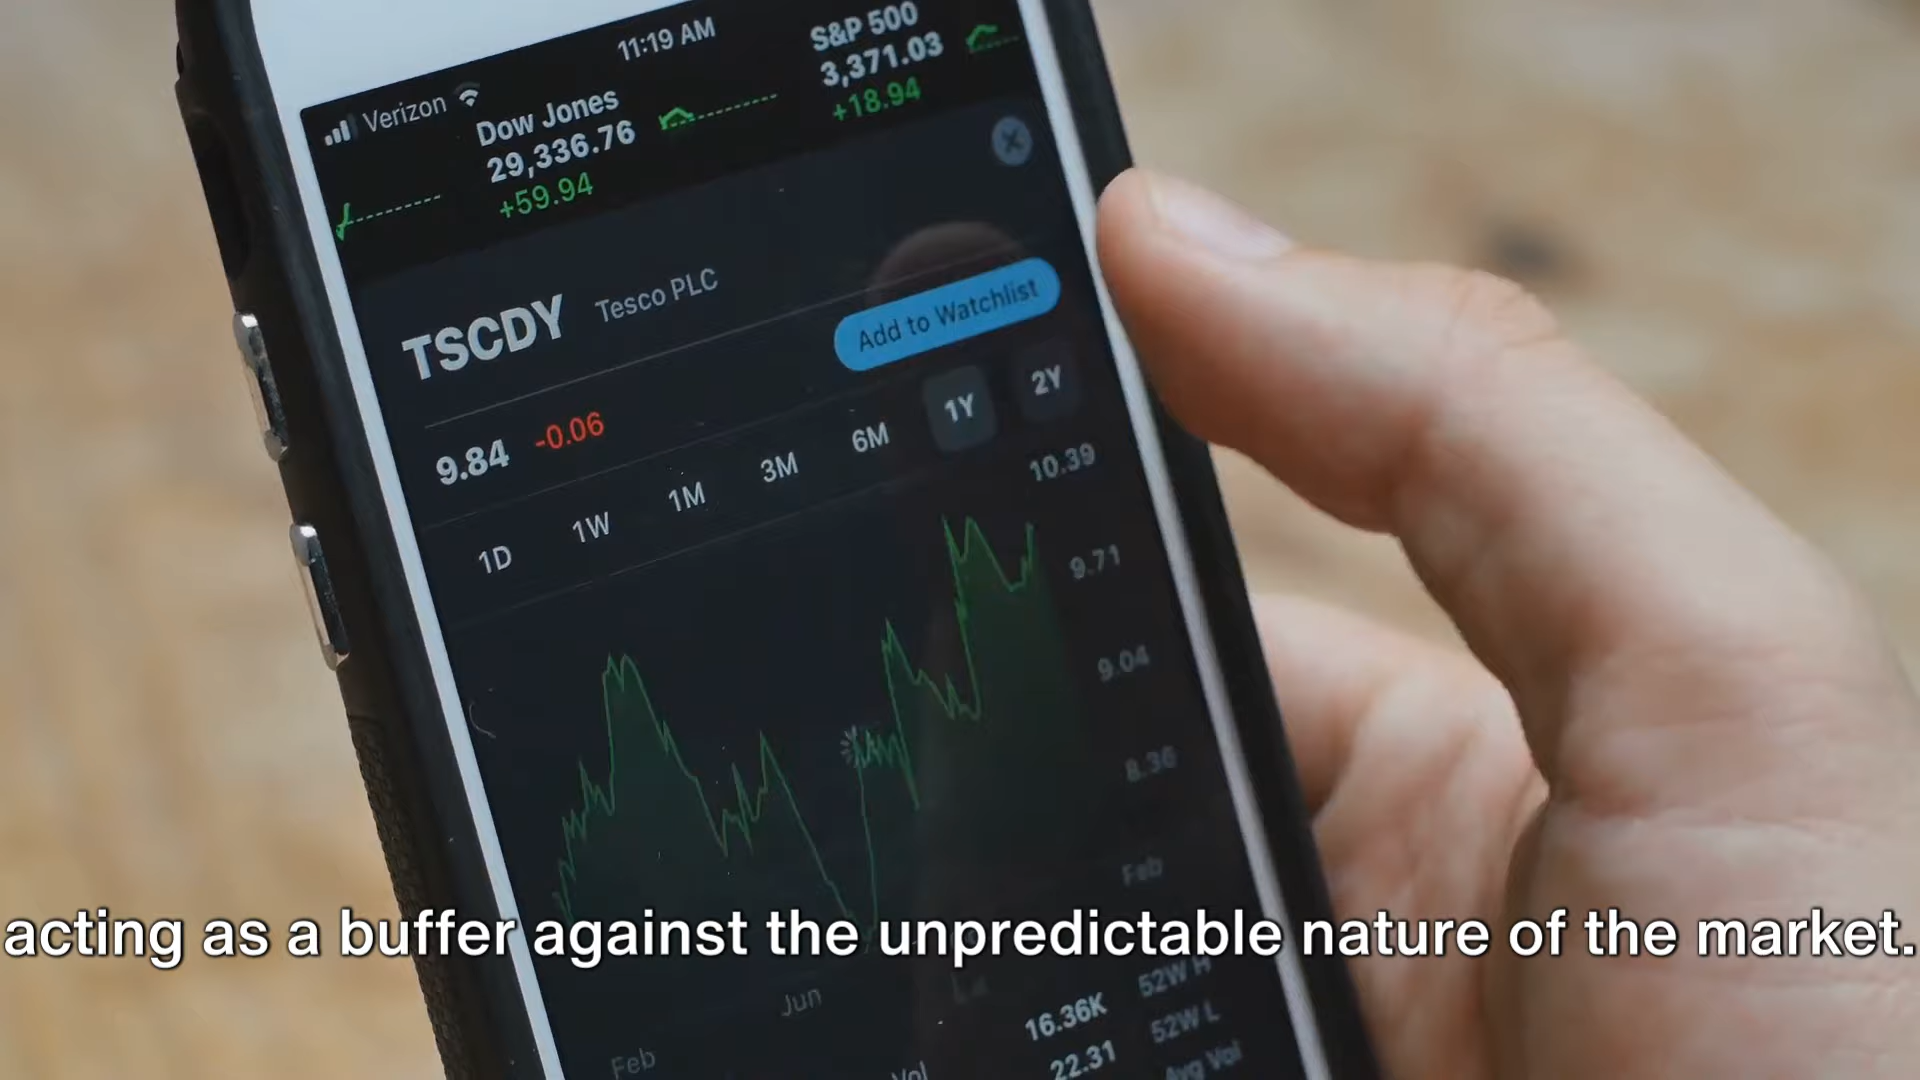 11:19 AM
Verizon
Dow Jones
29,336.76
+59.94
S&P 500
3,371.03
+18.94
TSCDY Tesco PLC
Add to Watchlist
9.84 -0.06
1D 1W 1M 3M 6M 1Y 2Y
10.39
9.71
9.04
8.36
Feb
acting as a buffer against the unpredictable nature of the market.
Feb Jun
16.36K 52W H
22.31 52W L
Vol Avg Vol